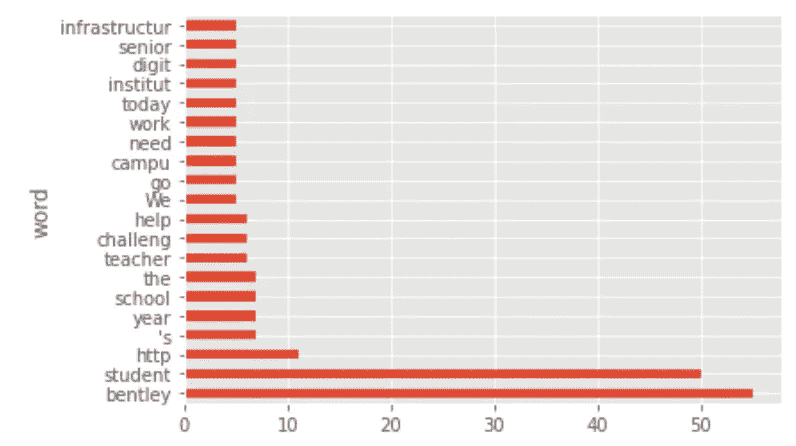 infrastructur
senior
digit
institut
today
work
need
campu
go
We
help
challeng
teacher
the
school
year
's
http
student
bentley
word
0 10 20 30 40 50